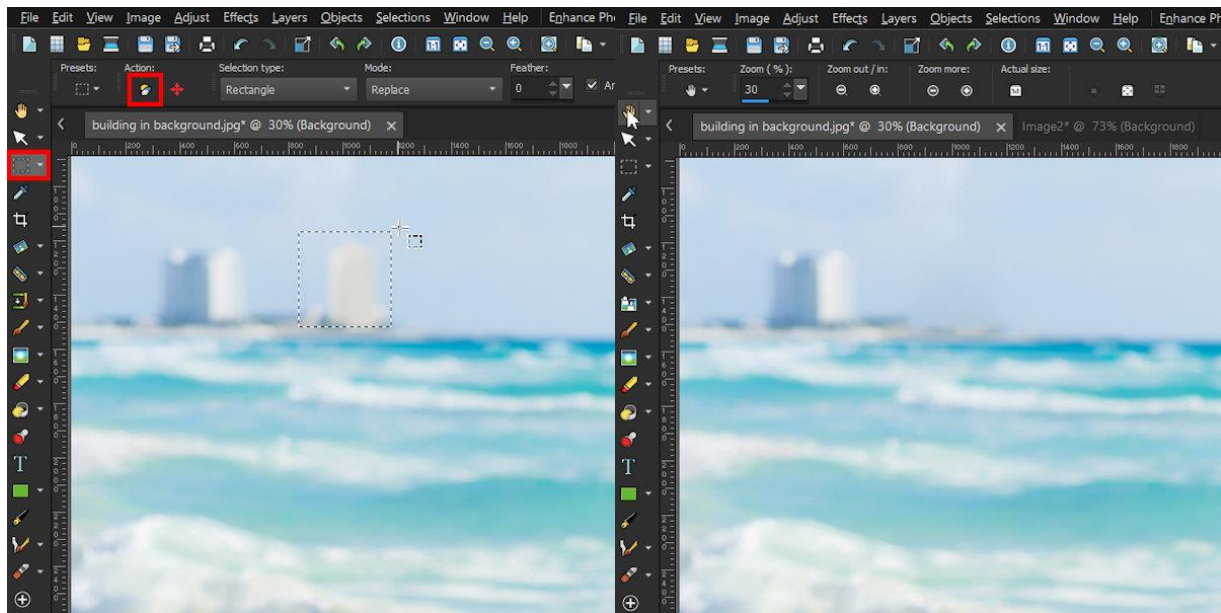 File Edit View Image Adjust Effects Layers Objects Selections Window Help Enhance Pho
Presets: Action: Selection type: Mode: Feather:
Rectangle Replace 0 Ar
building in background.jpg* @ 30% (Background)
File Edit View Image Adjust Effects Layers Objects Selections Window Help Enhance Ph
Presets: Zoom (%): Zoom out / in: Zoom more: Actual size:
30
building in background.jpg* @ 30% (Background) Image2* @ 73% (Background)